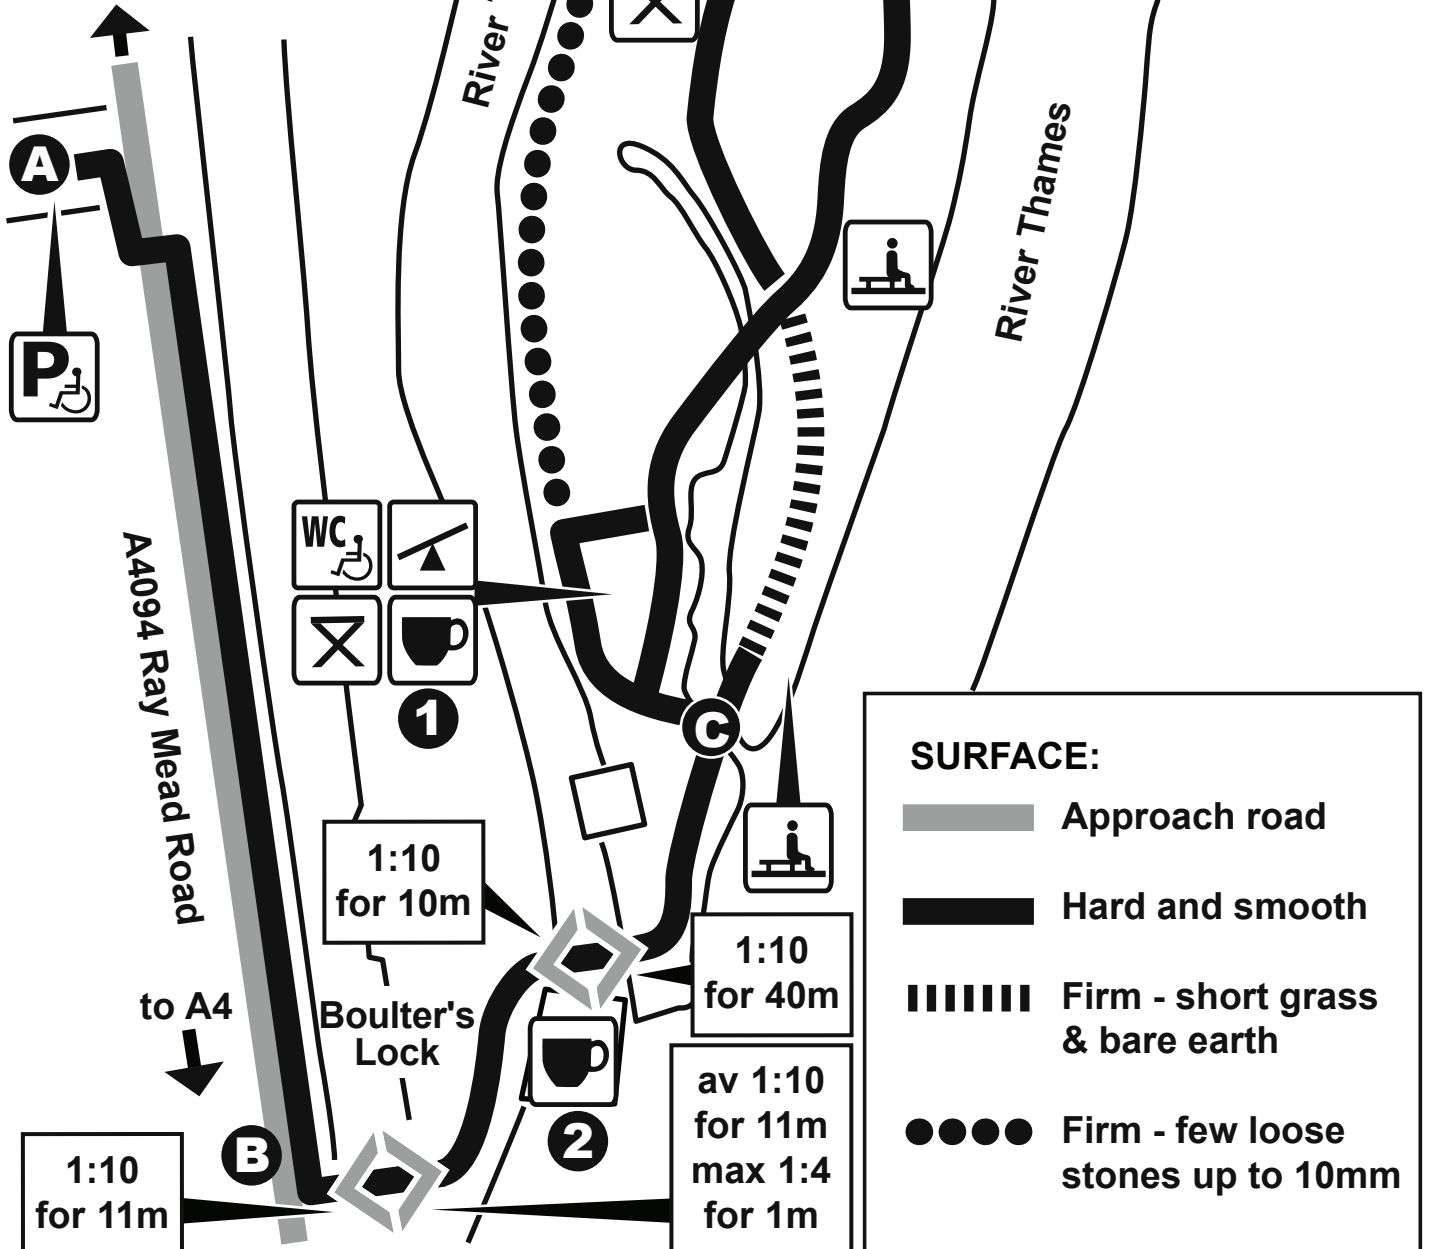 River
A
P
River Thames
A4094 Ray Mead Road
WC
1
C
1:10
for 10m
1:10
for 40m
to A4
Boulter's
Lock
2
B
1:10
for 11m
av 1:10
for 11m
max 1:4
for 1m
SURFACE:
Approach road
Hard and smooth
Firm - short grass
& bare earth
Firm - few loose
stones up to 10mm